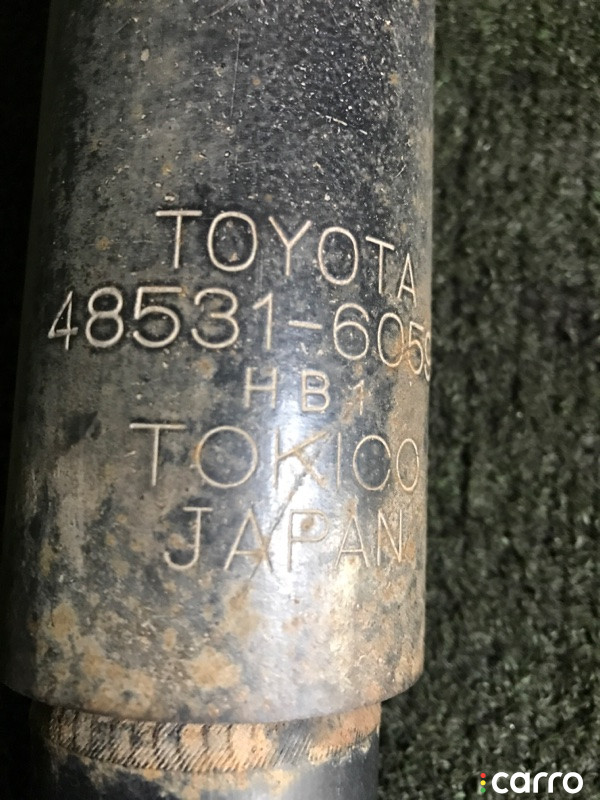 TOYOTA
48531-6059
HB1
TOKICO
JAPAN
carro